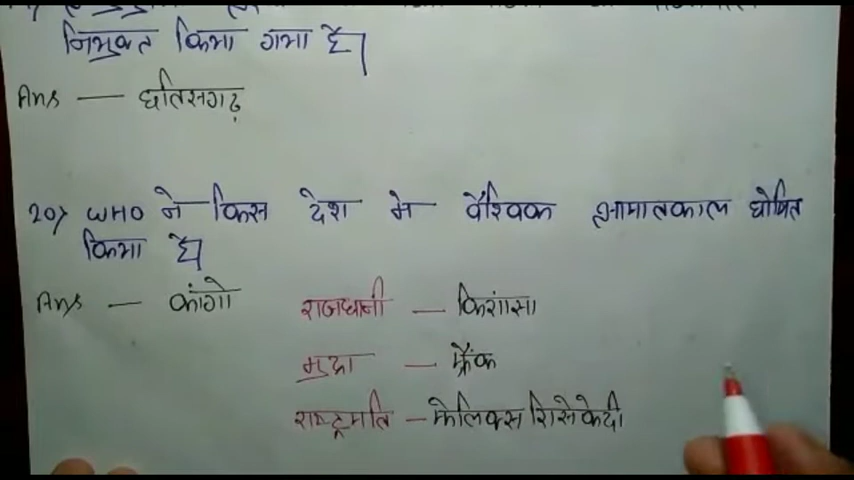 नियुक्त किया गया है।
Ans — छतिसगढ़
20> WHO ने किस देश मे वैश्विक आपातकाल घोषित
किया है।
Ans — कांगो राजधानी — किशंसा
मुद्रा — फ्रैंक
राष्ट्रपति — फेलिक्स शिसेकेदी